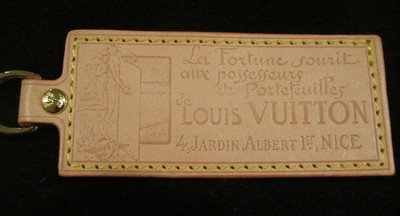 La Fortune sourit
aux possesseurs
de Portefeuilles
de LOUIS VUITTON
4, JARDIN ALBERT 1er, NICE